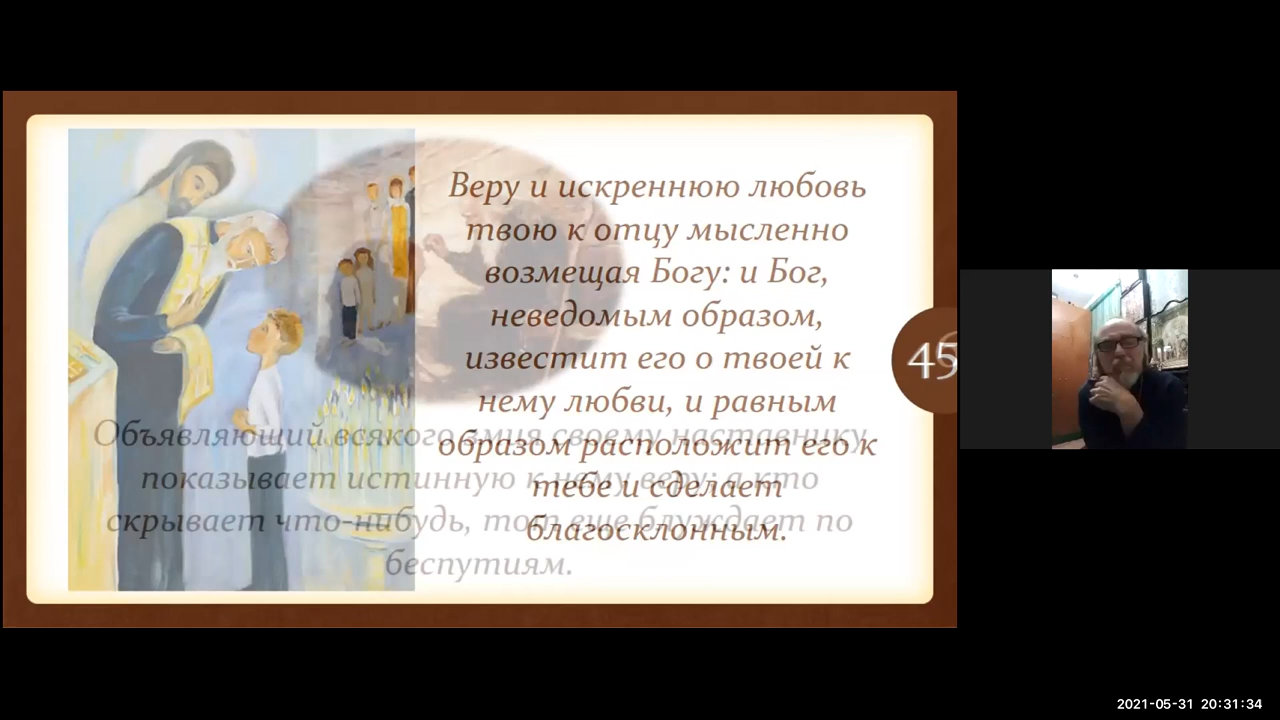 Веру и искреннюю любовь
твою к отцу мысленно
возмещая Богу: и Бог,
неведомым образом,
известит его о твоей к
нему любви, и равным
образом расположит его к
тебе и сделает
благосклонным.
Объявляющий всякого змия своему наставнику,
показывает истинную к нему веру; а кто
скрывает что-нибудь, тот еще блуждает по
беспутиям.
45
2021-05-31 20:31:34